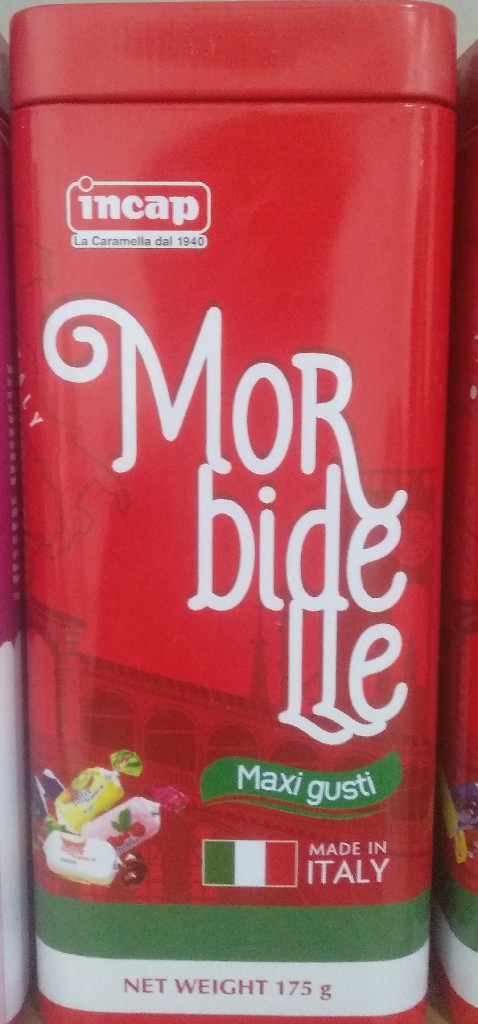 incap
La Caramella dal 1940
Mor
bide
lle
Maxi gusti
MADE IN
ITALY
NET WEIGHT 175 g